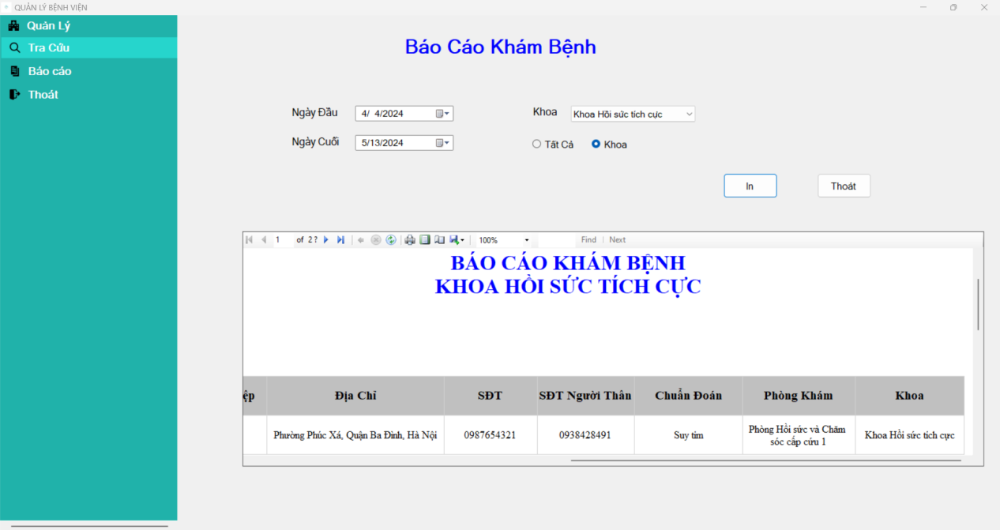 QUẢN LÝ BỆNH VIỆN
Quản Lý
Tra Cứu
Báo cáo
Thoát
Báo Cáo Khám Bệnh
Ngày Đầu 4/ 4/2024
Khoa Khoa Hồi sức tích cực
Ngày Cuối 5/13/2024
Tất Cả Khoa
In Thoát
1 of 2 ? 100% Find | Next
BÁO CÁO KHÁM BỆNH
KHOA HỒI SỨC TÍCH CỰC
ệp Địa Chỉ SĐT SĐT Người Thân Chuẩn Đoán Phòng Khám Khoa
Phường Phúc Xá, Quận Ba Đình, Hà Nội 0987654321 0938428491 Suy tim Phòng Hồi sức và Chăm
sóc cấp cứu 1 Khoa Hồi sức tích cực